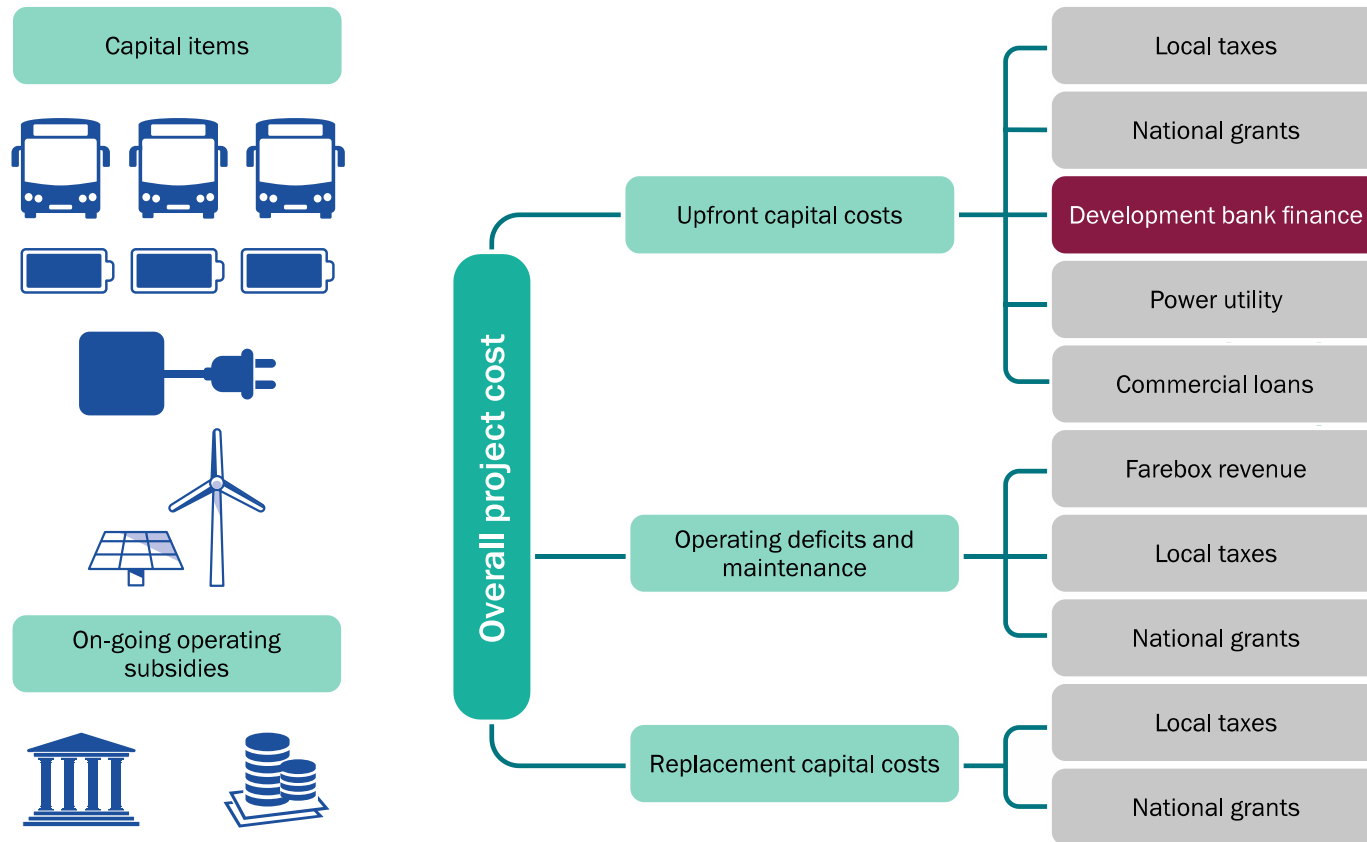 Capital items
On-going operating
subsidies
Overall project cost
Upfront capital costs
Local taxes
National grants
Development bank finance
Power utility
Commercial loans
Operating deficits and
maintenance
Farebox revenue
Local taxes
National grants
Replacement capital costs
Local taxes
National grants